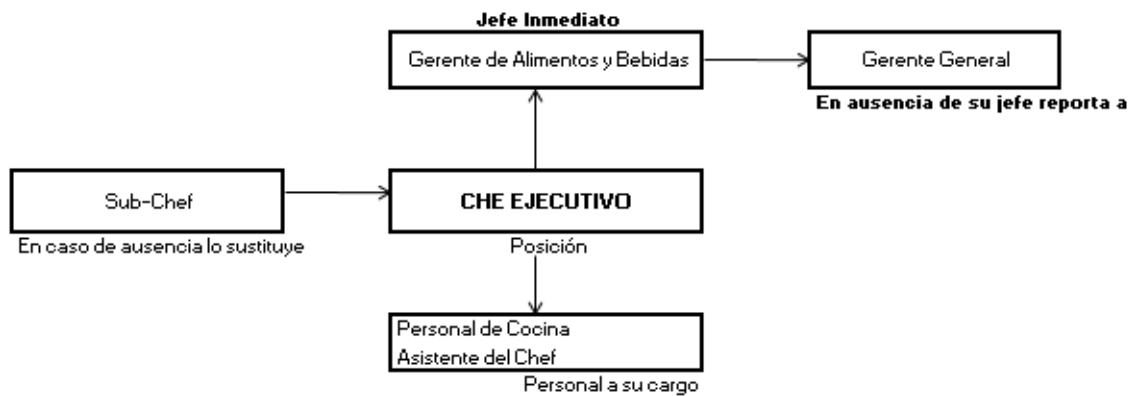 Jefe Inmediato
Gerente de Alimentos y Bebidas
Gerente General
En ausencia de su jefe reporta a
Sub-Chef
CHE EJECUTIVO
En caso de ausencia lo sustituye
Posición
Personal de Cocina
Asistente del Chef
Personal a su cargo